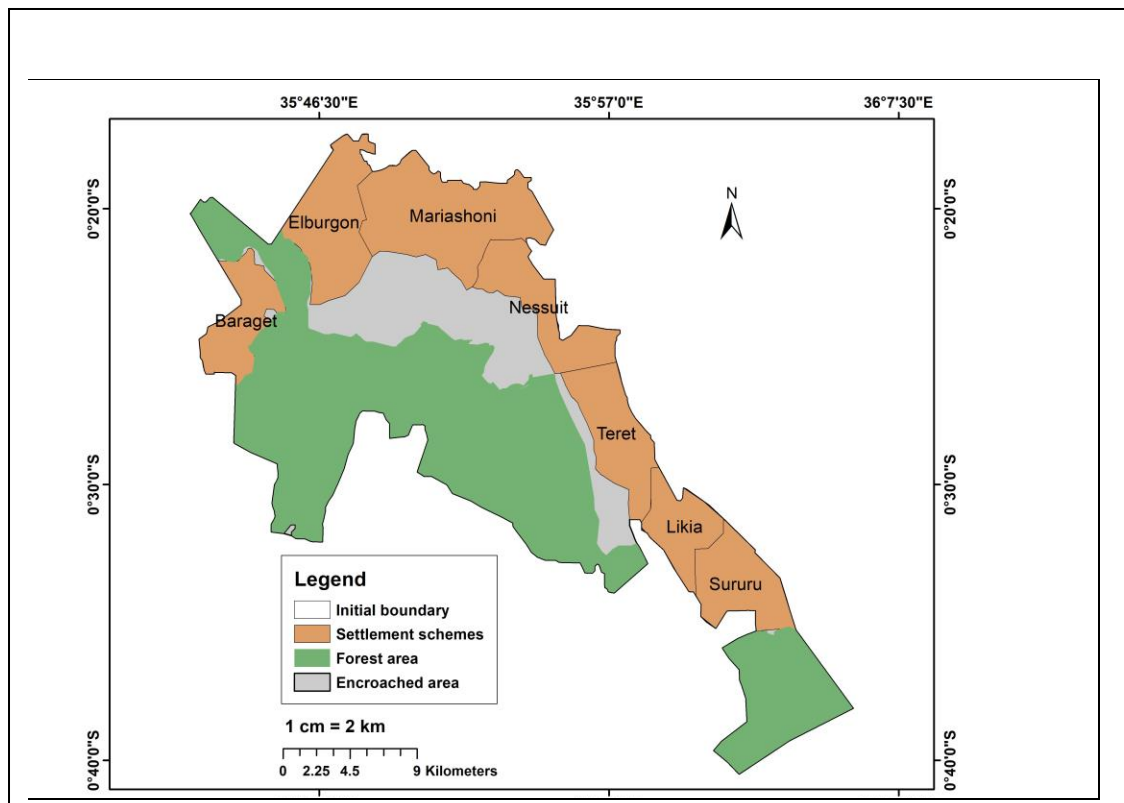 35°46'30"E 35°57'0"E 36°7'30"E
0°20'0"S 0°20'0"S
N
Elburgon
Mariashoni
Nessuit
Baraget
Teret
0°30'0"S 0°30'0"S
Likia
Sururu
Legend
Initial boundary
Settlement schemes
Forest area
Encroached area
1 cm = 2 km
0 2.25 4.5 9 Kilometers
0°40'0"S 0°40'0"S